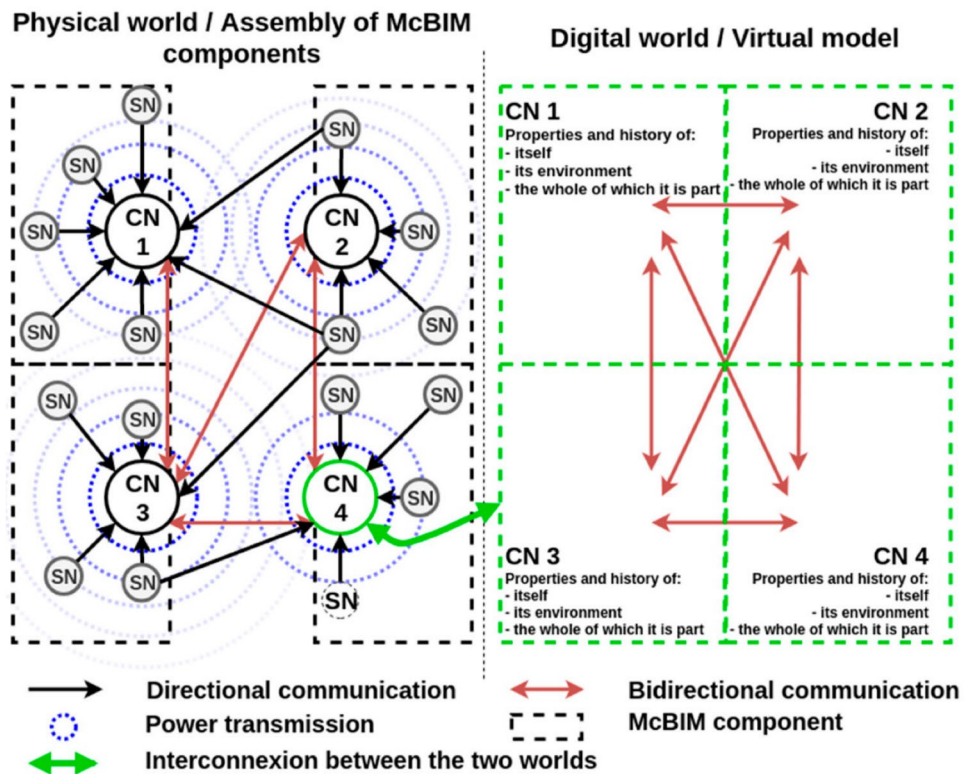 Physical world / Assembly of McBIM
components
Digital world / Virtual model
SN
SN
SN
SN
SN
SN
CN
1
SN
SN
SN
SN
CN
2
SN
SN
SN
SN
SN
CN
3
SN
SN
SN
CN
4
SN
CN 1
Properties and history of:
- itself
- its environment
- the whole of which it is part
CN 2
Properties and history of:
- itself
- its environment
- the whole of which it is part
CN 3
Properties and history of:
- itself
- its environment
- the whole of which it is part
CN 4
Properties and history of:
- itself
- its environment
- the whole of which it is part
Directional communication
Bidirectional communication
Power transmission
McBIM component
Interconnexion between the two worlds